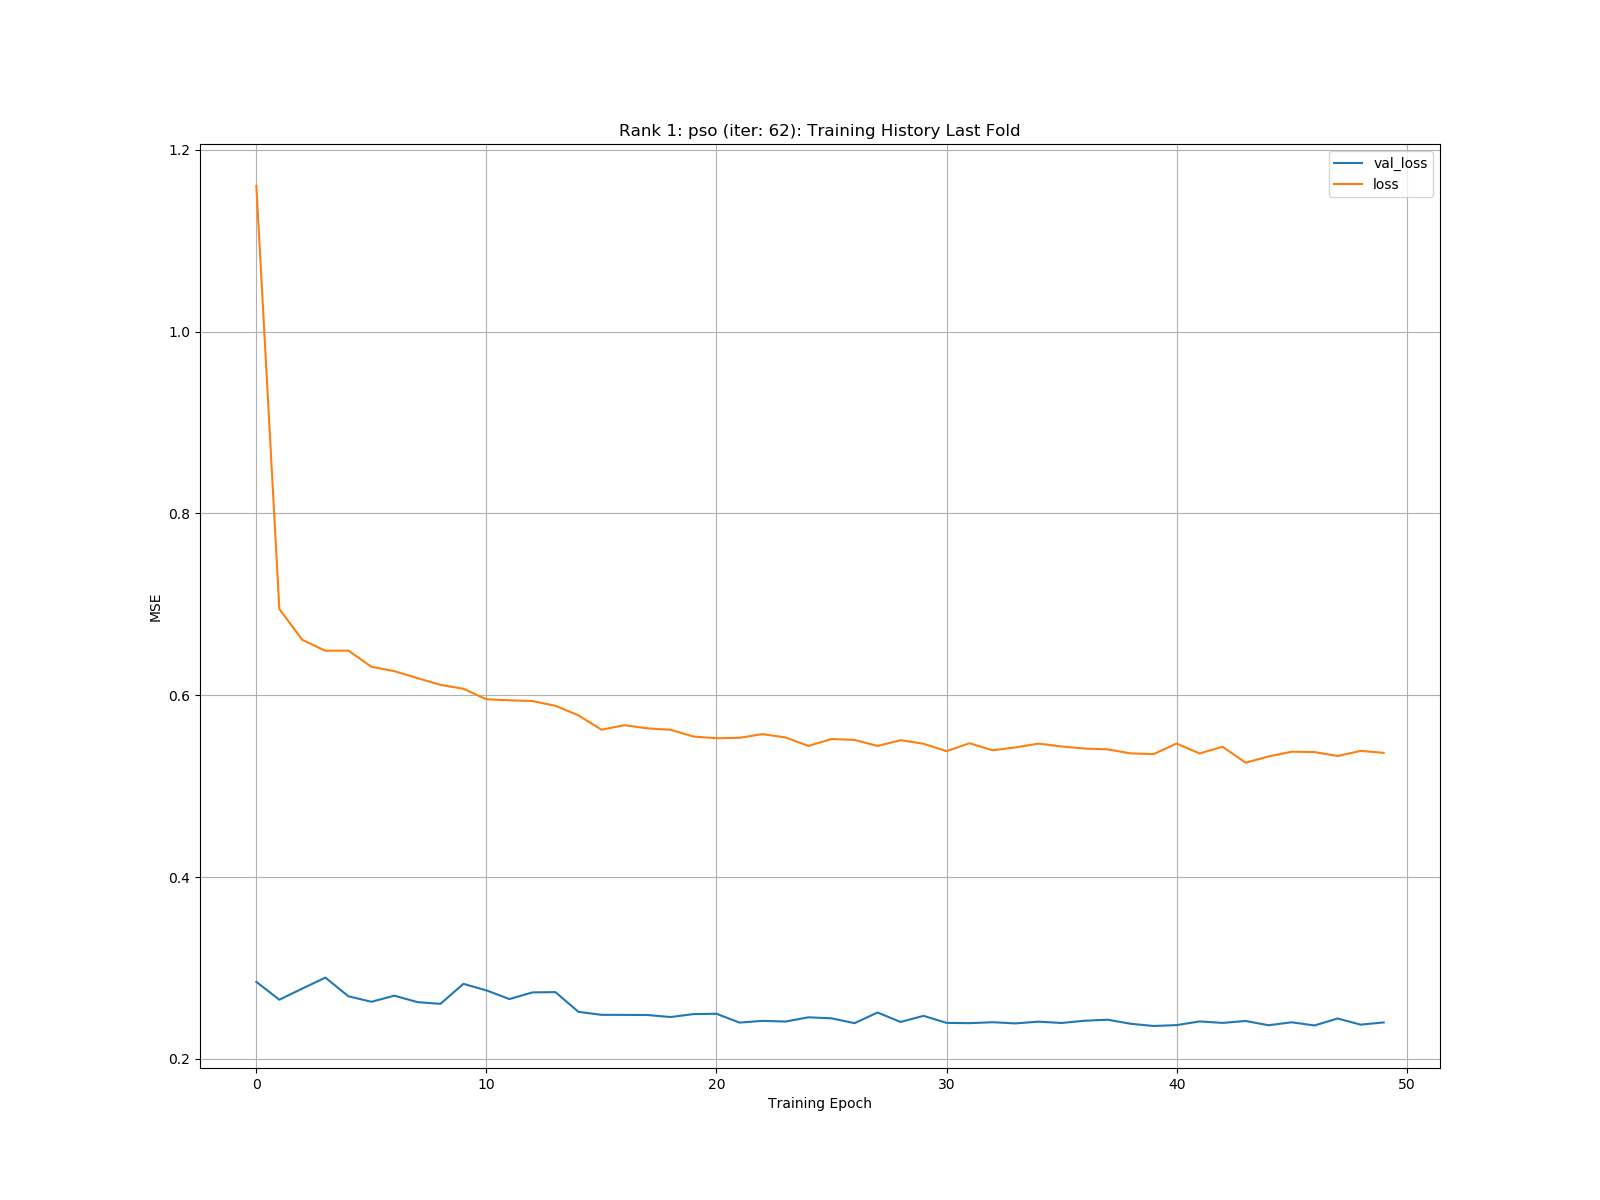 Rank 1: pso (iter: 62): Training History Last Fold
val_loss
loss
1.2
1.0
0.8
0.6
0.4
0.2
MSE
0 10 20 30 40 50
Training Epoch